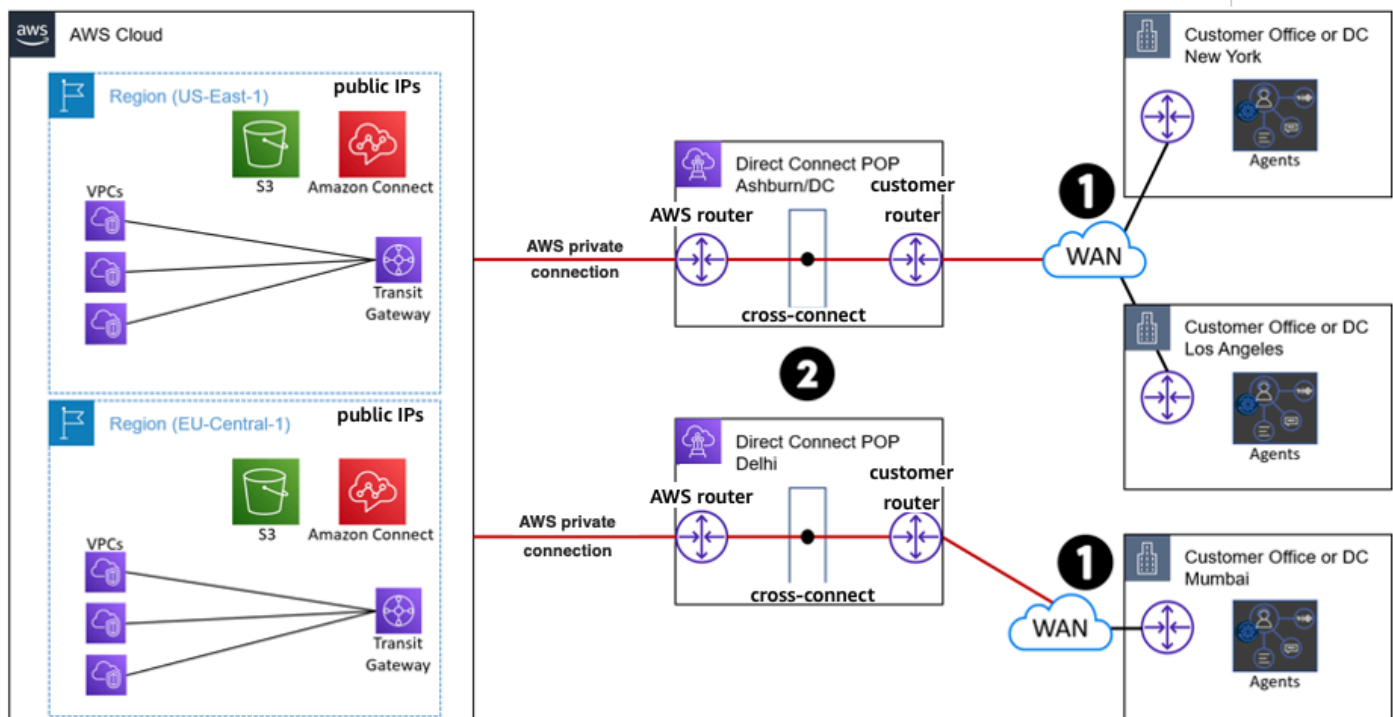 aws
AWS Cloud
Region (US-East-1)
public IPs
S3
Amazon Connect
VPCs
Transit
Gateway
Region (EU-Central-1)
public IPs
S3
Amazon Connect
VPCs
Transit
Gateway
AWS private
connection
Direct Connect POP
Ashburn/DC
customer
router
AWS router
cross-connect
2
AWS private
connection
Direct Connect POP
Delhi
customer
router
AWS router
cross-connect
1
WAN
1
WAN
Customer Office or DC
New York
Agents
Customer Office or DC
Los Angeles
Agents
Customer Office or DC
Mumbai
Agents